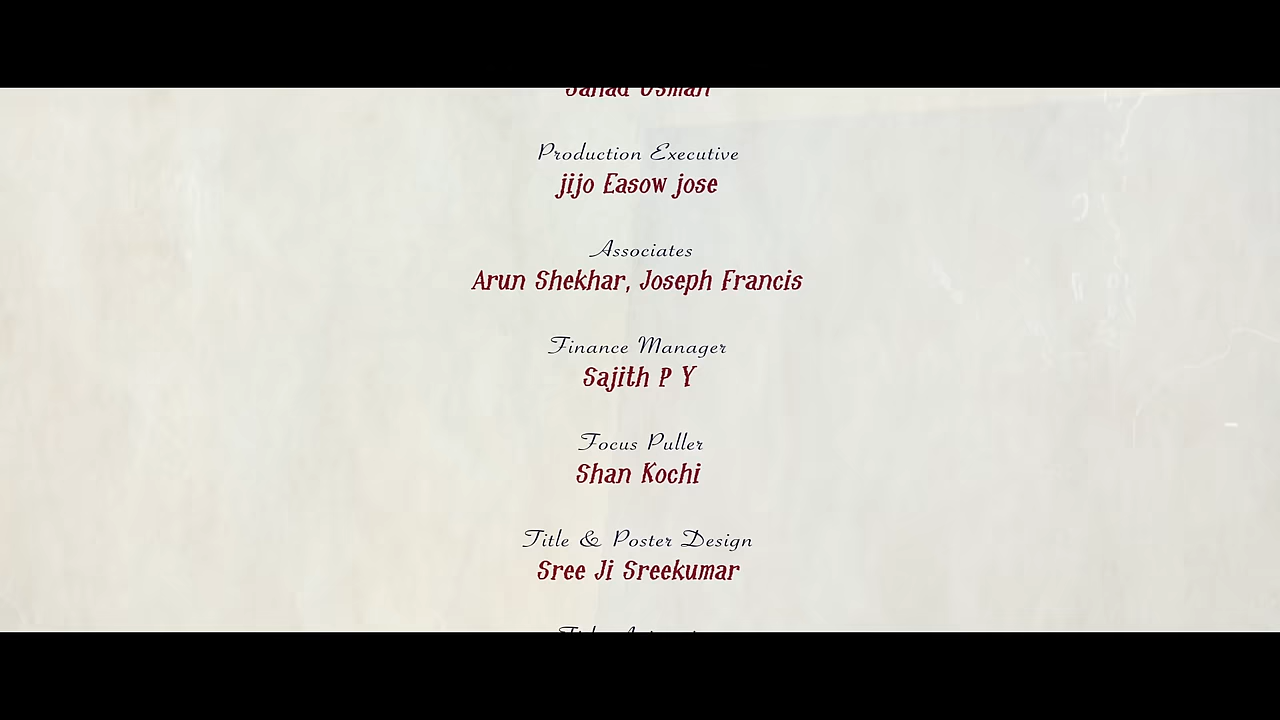 Production Executive
jijo Easow jose
Associates
Arun Shekhar, Joseph Francis
Finance Manager
Sajith P Y
Focus Puller
Shan Kochi
Title & Poster Design
Sree Ji Sreekumar